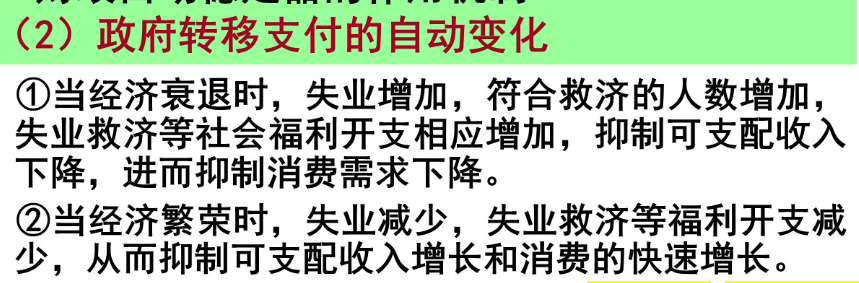 （2）政府转移支付的自动变化
①当经济衰退时，失业增加，符合救济的人数增加，
失业救济等社会福利开支相应增加，抑制可支配收入
下降，进而抑制消费需求下降。
②当经济繁荣时，失业减少，失业救济等福利开支减
少，从而抑制可支配收入增长和消费的快速增长。